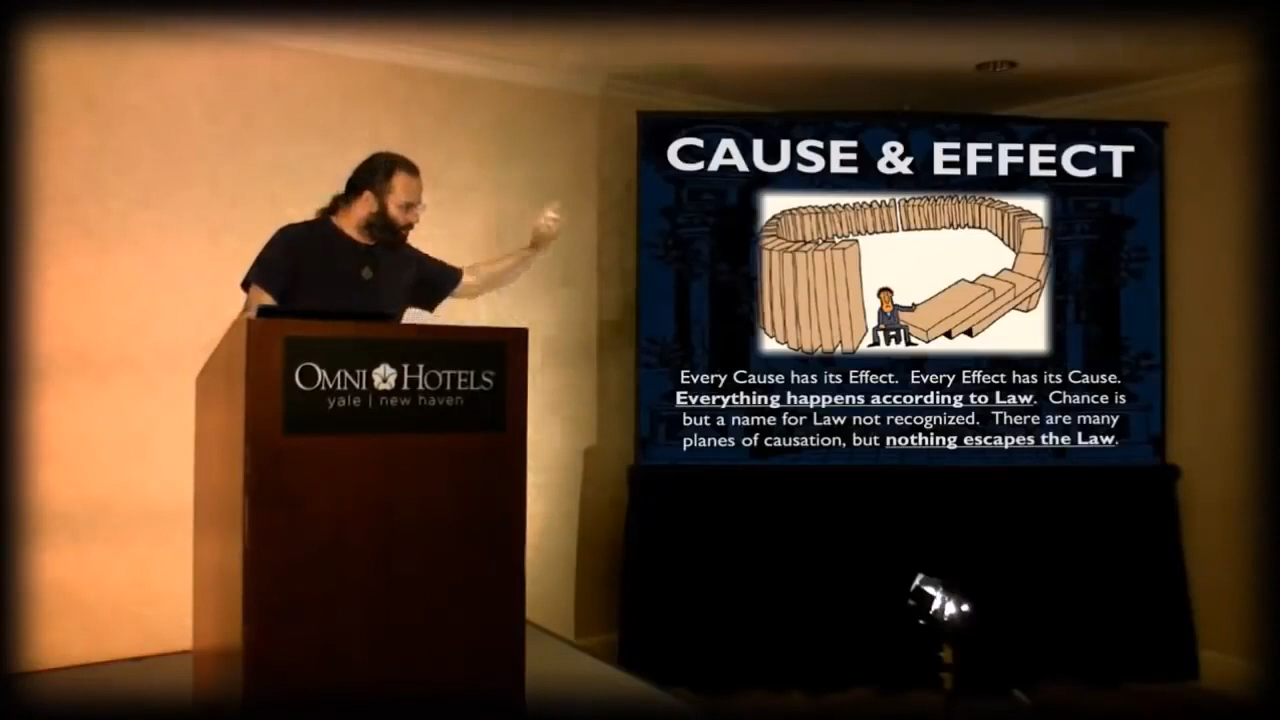 CAUSE & EFFECT
Every Cause has its Effect.  Every Effect has its Cause.
Everything happens according to Law.  Chance is
but a name for Law not recognized.  There are many
planes of causation, but nothing escapes the Law.
OMNI HOTELS
yale | new haven